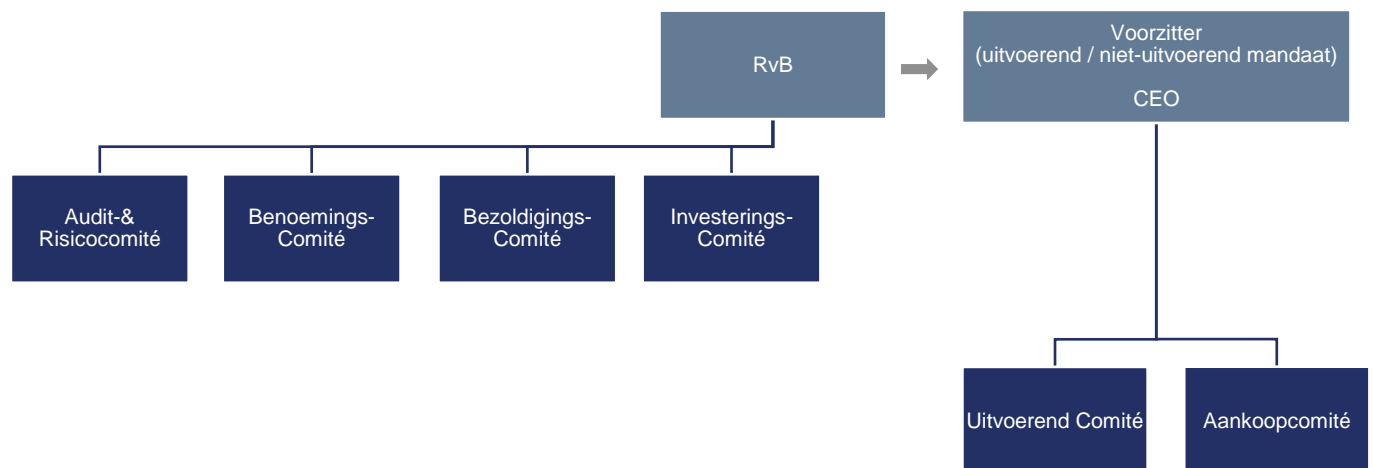 RvB
Voorzitter
(uitvoerend / niet-uitvoerend mandaat)
CEO
Audit-&
Risicocomité
Benoemings-
Comité
Bezoldigings-
Comité
Investerings-
Comité
Uitvoerend Comité
Aankoopcomité